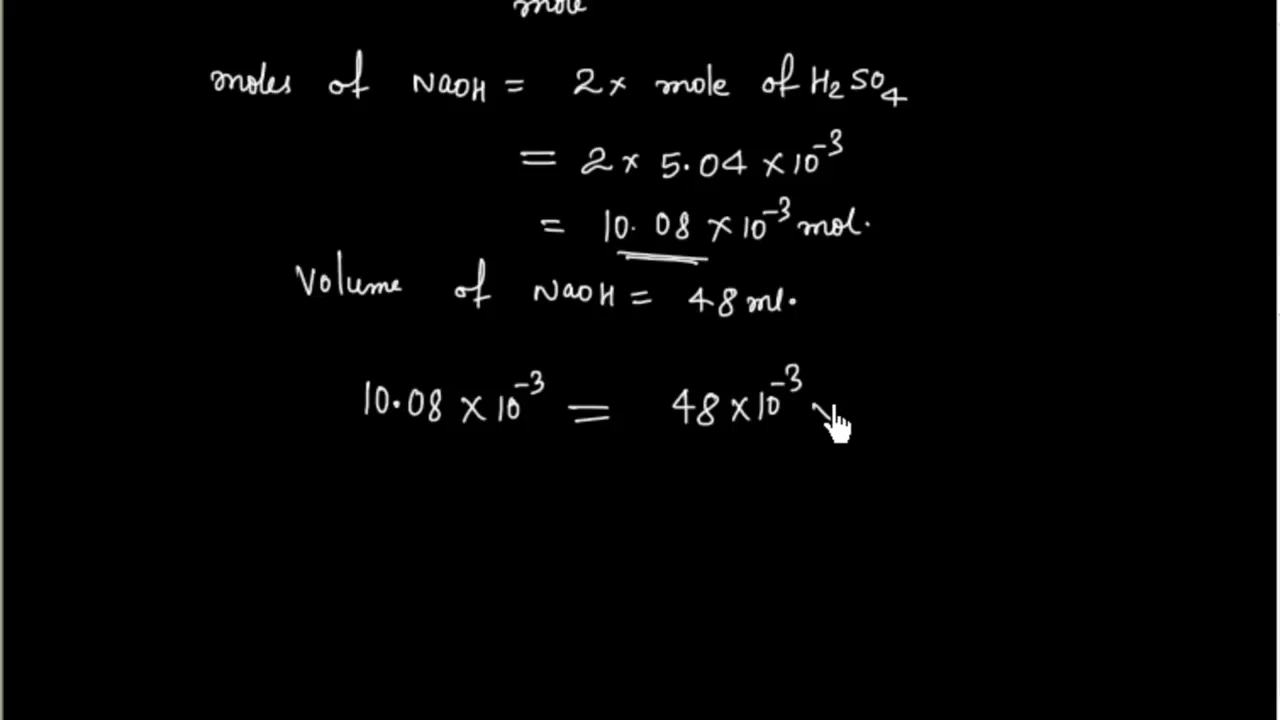 mole
moles of NaOH = 2 × mole of H₂SO₄
= 2 × 5.04 × 10⁻³
= 10.08 × 10⁻³ mol.
Volume of NaOH = 48 ml.
10.08 × 10⁻³ = 48 × 10⁻³